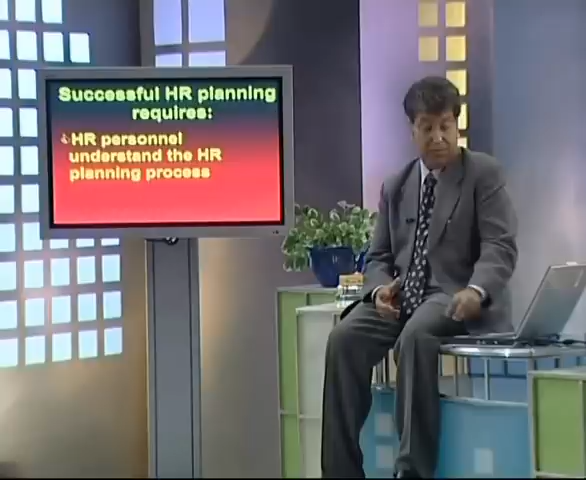 Successful HR planning
requires:
HR personnel
understand the HR
planning process